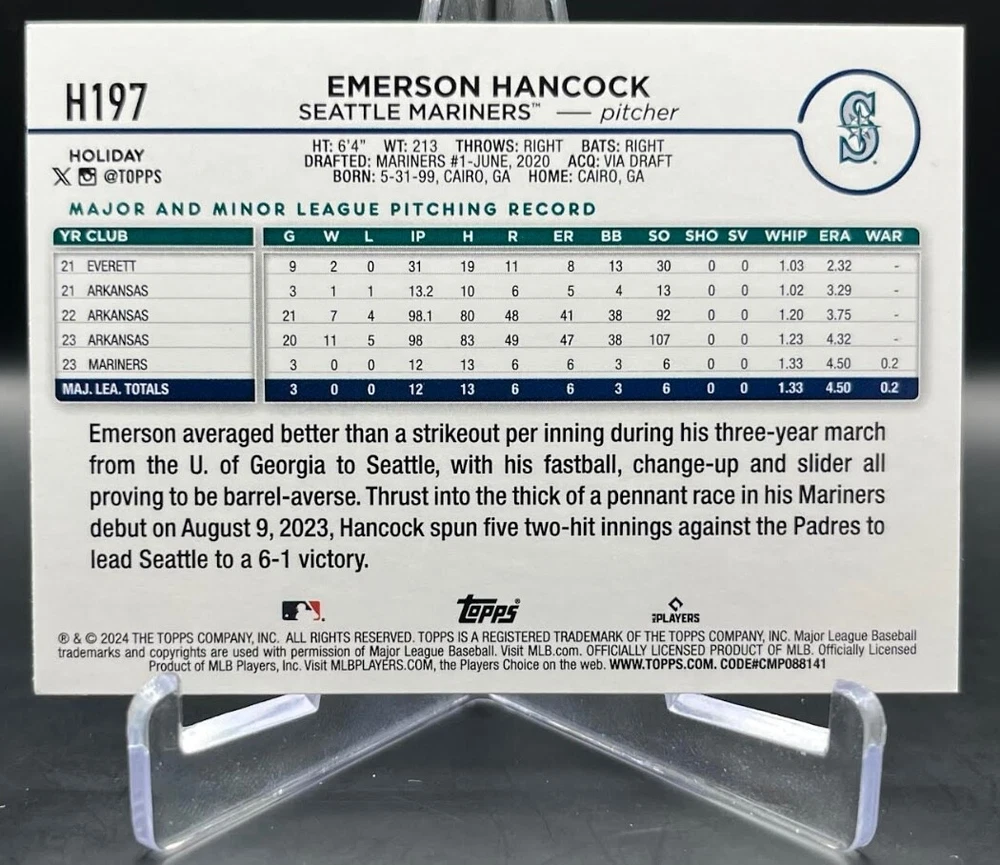 H197
EMERSON HANCOCK
SEATTLE MARINERS™ — pitcher
S
HOLIDAY
X @TOPPS
HT: 6'4" WT: 213 THROWS: RIGHT BATS: RIGHT
DRAFTED: MARINERS #1-JUNE, 2020 ACQ: VIA DRAFT
BORN: 5-31-99, CAIRO, GA HOME: CAIRO, GA
MAJOR AND MINOR LEAGUE PITCHING RECORD
YR CLUB G W L IP H R ER BB SO SHO SV WHIP ERA WAR
21 EVERETT 9 2 0 31 19 11 8 13 30 0 0 1.03 2.32 -
21 ARKANSAS 3 1 1 13.2 10 6 5 4 13 0 0 1.02 3.29 -
22 ARKANSAS 21 7 4 98.1 80 48 41 38 92 0 0 1.20 3.75 -
23 ARKANSAS 20 11 5 98 83 49 47 38 107 0 0 1.23 4.32 -
23 MARINERS 3 0 0 12 13 6 6 3 6 0 0 1.33 4.50 0.2
MAJ. LEA. TOTALS 3 0 0 12 13 6 6 3 6 0 0 1.33 4.50 0.2
Emerson averaged better than a strikeout per inning during his three-year march
from the U. of Georgia to Seattle, with his fastball, change-up and slider all
proving to be barrel-averse. Thrust into the thick of a pennant race in his Mariners
debut on August 9, 2023, Hancock spun five two-hit innings against the Padres to
lead Seattle to a 6-1 victory.
Topps®
PLAYERS
® & © 2024 THE TOPPS COMPANY, INC. ALL RIGHTS RESERVED. TOPPS IS A REGISTERED TRADEMARK OF THE TOPPS COMPANY, INC. Major League Baseball
trademarks and copyrights are used with permission of Major League Baseball. Visit MLB.com. OFFICIALLY LICENSED PRODUCT OF MLB. Officially Licensed
Product of MLB Players, Inc. Visit MLBPLAYERS.COM, the Players Choice on the web. WWW.TOPPS.COM. CODE#CMP088141